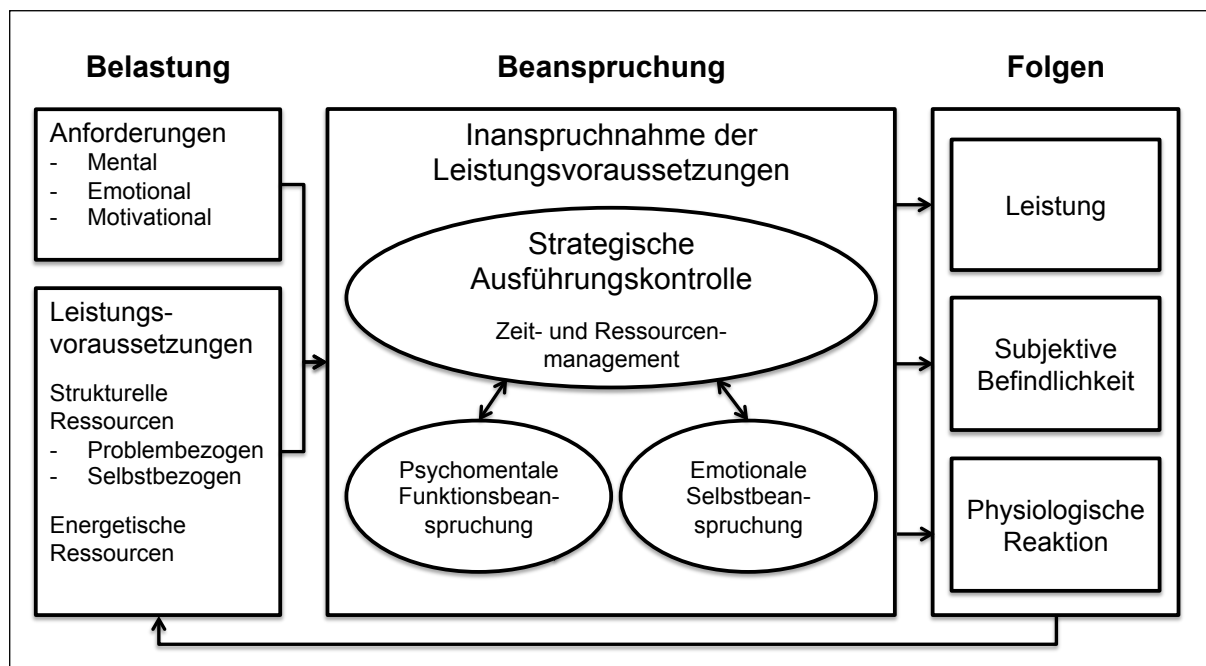 Belastung
Anforderungen
- Mental
- Emotional
- Motivational
Leistungs-
voraussetzungen
Strukturelle
Ressourcen
- Problembezogen
- Selbstbezogen
Energetische
Ressourcen
Beanspruchung
Inanspruchnahme der
Leistungsvoraussetzungen
Strategische
Ausführungskontrolle
Zeit- und Ressourcen-
management
Psychomentale
Funktionsbean-
spruchung
Emotionale
Selbstbean-
spruchung
Folgen
Leistung
Subjektive
Befindlichkeit
Physiologische
Reaktion